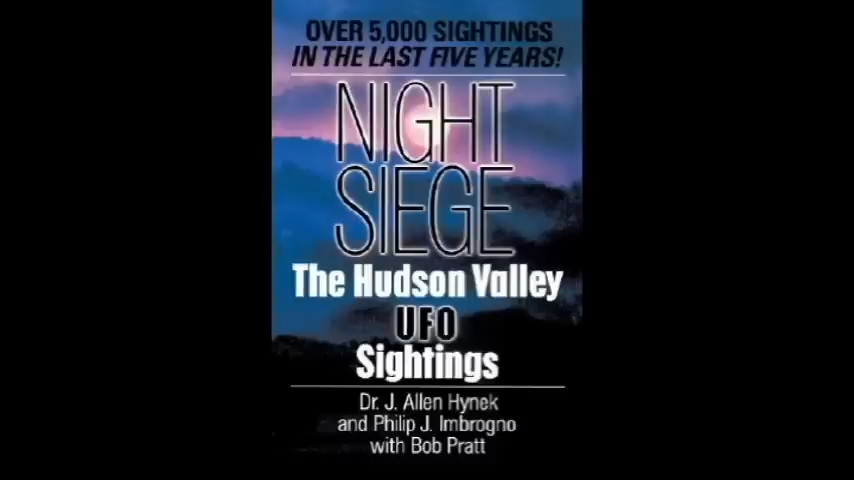 OVER 5,000 SIGHTINGS
IN THE LAST FIVE YEARS!
NIGHT
SIEGE
The Hudson Valley
UFO
Sightings
Dr. J. Allen Hynek
and Philip J. Imbrogno
with Bob Pratt